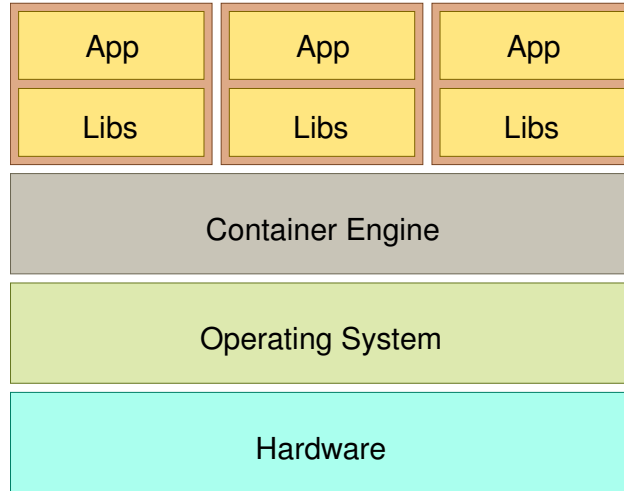 App App App
Libs Libs Libs
Container Engine
Operating System
Hardware